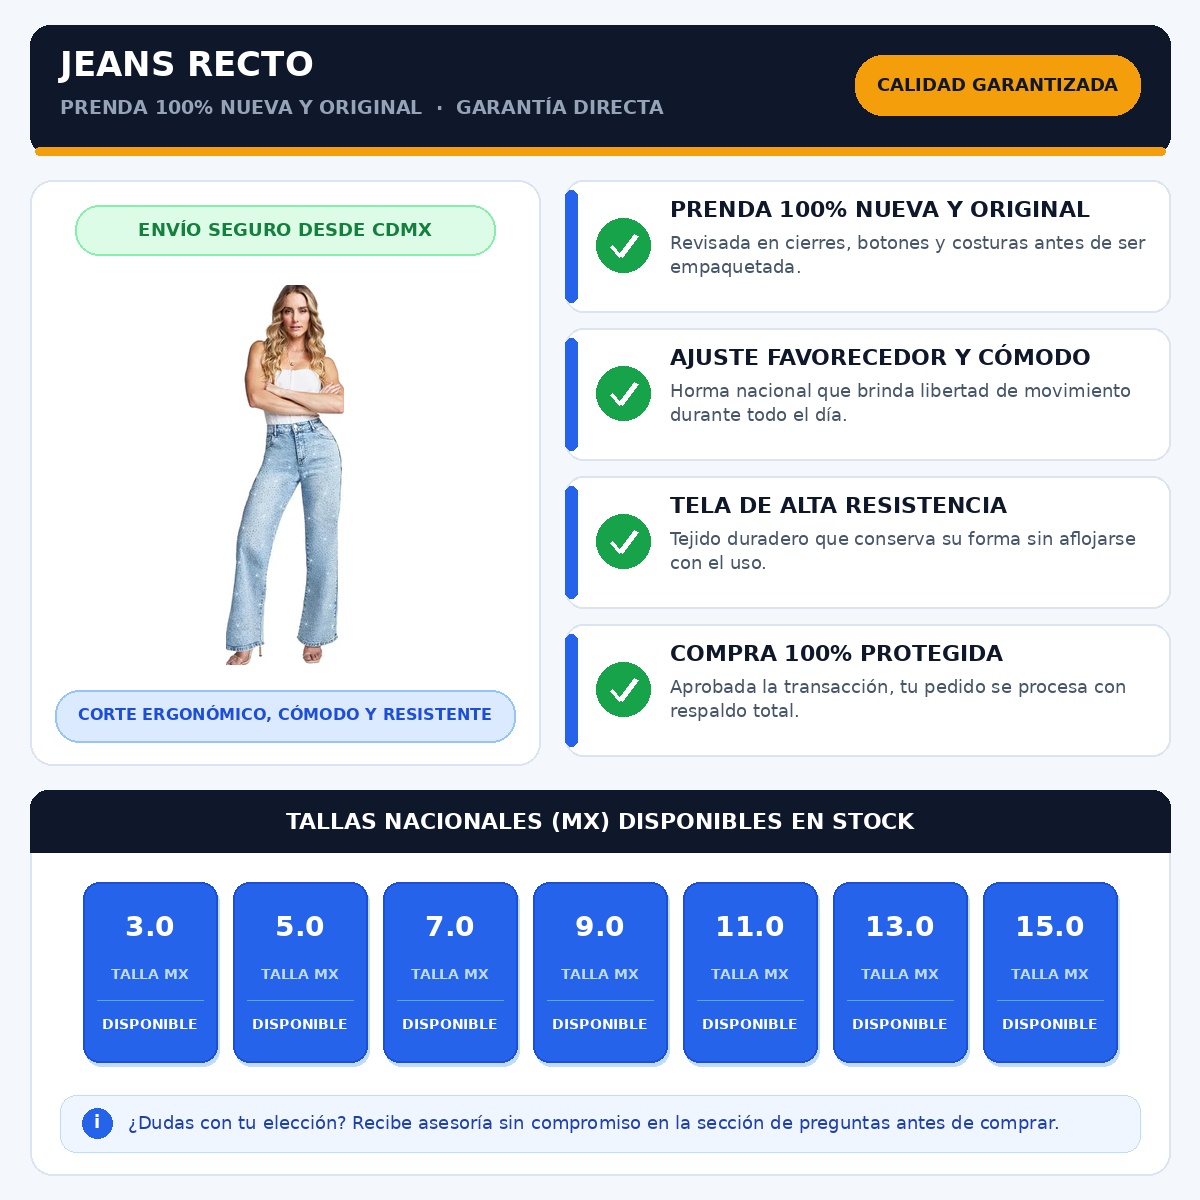 JEANS RECTO
PRENDA 100% NUEVA Y ORIGINAL · GARANTÍA DIRECTA
CALIDAD GARANTIZADA
ENVÍO SEGURO DESDE CDMX
CORTE ERGONÓMICO, CÓMODO Y RESISTENTE
PRENDA 100% NUEVA Y ORIGINAL
Revisada en cierres, botones y costuras antes de ser
empaquetada.
AJUSTE FAVORECEDOR Y CÓMODO
Horma nacional que brinda libertad de movimiento
durante todo el día.
TELA DE ALTA RESISTENCIA
Tejido duradero que conserva su forma sin aflojarse
con el uso.
COMPRA 100% PROTEGIDA
Aprobada la transacción, tu pedido se procesa con
respaldo total.
TALLAS NACIONALES (MX) DISPONIBLES EN STOCK
3.0
TALLA MX
DISPONIBLE
5.0
TALLA MX
DISPONIBLE
7.0
TALLA MX
DISPONIBLE
9.0
TALLA MX
DISPONIBLE
11.0
TALLA MX
DISPONIBLE
13.0
TALLA MX
DISPONIBLE
15.0
TALLA MX
DISPONIBLE
i ¿Dudas con tu elección? Recibe asesoría sin compromiso en la sección de preguntas antes de comprar.